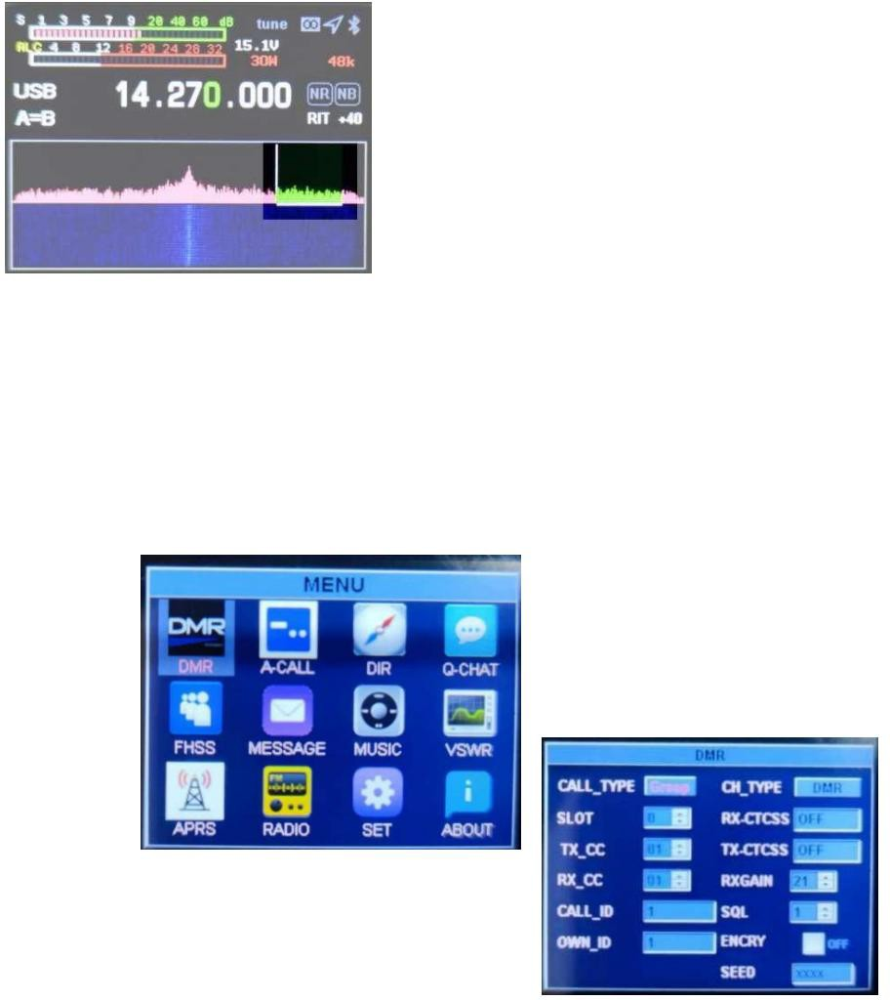 S 1 3 5 7 9 20 40 60 dB tune
ALC 4 8 12 16 20 24 28 32 15.1V
30W 48k
USB 14.270.000 NR NB
A=B RIT +40
MENU
DMR
DMR A-CALL DIR Q-CHAT
FM
FHSS MESSAGE MUSIC VSWR
APRS RADIO SET ABOUT
DMR
CALL_TYPE Group CH_TYPE DMR
SLOT 0 RX-CTCSS OFF
TX_CC 01 TX-CTCSS OFF
RX_CC 01 RXGAIN 21
CALL_ID 1 SQL 1
OWN_ID 1 ENCRY OFF
SEED xxxx